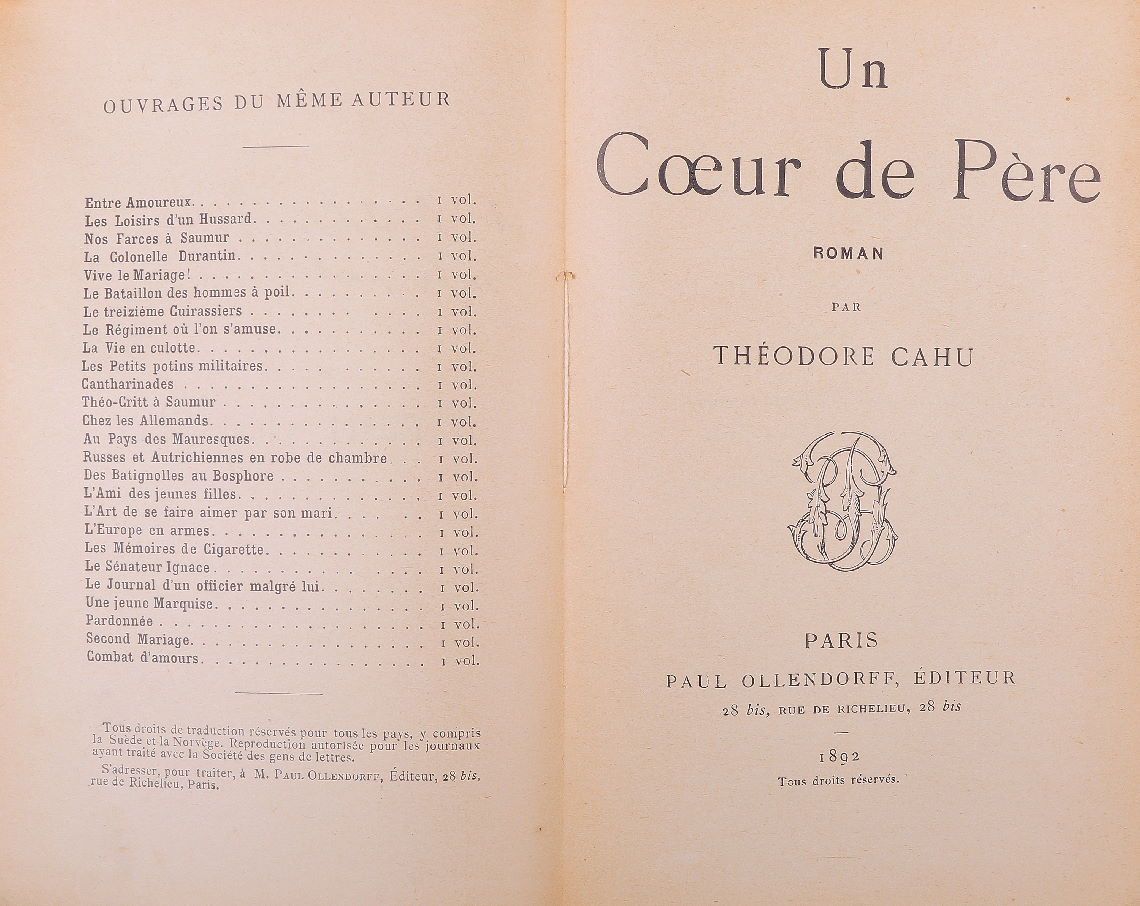 OUVRAGES DU MÊME AUTEUR
Entre Amoureux. . . . . . . . . . . . . . . . . . 1 vol.
Les Loisirs d'un Hussard. . . . . . . . . . . . . 1 vol.
Nos Farces à Saumur . . . . . . . . . . . . . . 1 vol.
La Colonelle Durantin. . . . . . . . . . . . . . 1 vol.
Vive le Mariage! . . . . . . . . . . . . . . . . . 1 vol.
Le Bataillon des hommes à poil. . . . . . . . . . 1 vol.
Le treizième Cuirassiers . . . . . . . . . . . . 1 vol.
Le Régiment où l'on s'amuse. . . . . . . . . . . 1 vol.
La Vie en culotte. . . . . . . . . . . . . . . . . 1 vol.
Les Petits potins militaires. . . . . . . . . . . 1 vol.
Cantharinades . . . . . . . . . . . . . . . . . . 1 vol.
Théo-Critt à Saumur . . . . . . . . . . . . . . . 1 vol.
Chez les Allemands. . . . . . . . . . . . . . . . 1 vol.
Au Pays des Mauresques. . . . . . . . . . . . . 1 vol.
Russes et Autrichiennes en robe de chambre . . . 1 vol.
Des Batignolles au Bosphore . . . . . . . . . . . 1 vol.
L'Ami des jeunes filles. . . . . . . . . . . . . . 1 vol.
L'Art de se faire aimer par son mari. . . . . . . 1 vol.
L'Europe en armes. . . . . . . . . . . . . . . . 1 vol.
Les Mémoires de Cigarette. . . . . . . . . . . . 1 vol.
Le Sénateur Ignace . . . . . . . . . . . . . . . 1 vol.
Le Journal d'un officier malgré lui. . . . . . . . 1 vol.
Une jeune Marquise. . . . . . . . . . . . . . . . 1 vol.
Pardonnée . . . . . . . . . . . . . . . . . . . . 1 vol.
Second Mariage. . . . . . . . . . . . . . . . . . 1 vol.
Combat d'amours. . . . . . . . . . . . . . . . . 1 vol.
Tous droits de traduction réservés pour tous les pays, y compris
la Suède et la Norvège. Reproduction autorisée pour les journaux
ayant traité avec la Société des gens de lettres.
S'adresser, pour traiter, à M. PAUL OLLENDORFF, Éditeur, 28 bis,
rue de Richelieu, Paris.
Un
Cœur de Père
ROMAN
PAR
THÉODORE CAHU
PARIS
PAUL OLLENDORFF, ÉDITEUR
28 bis, RUE DE RICHELIEU, 28 bis
1892
Tous droits réservés.